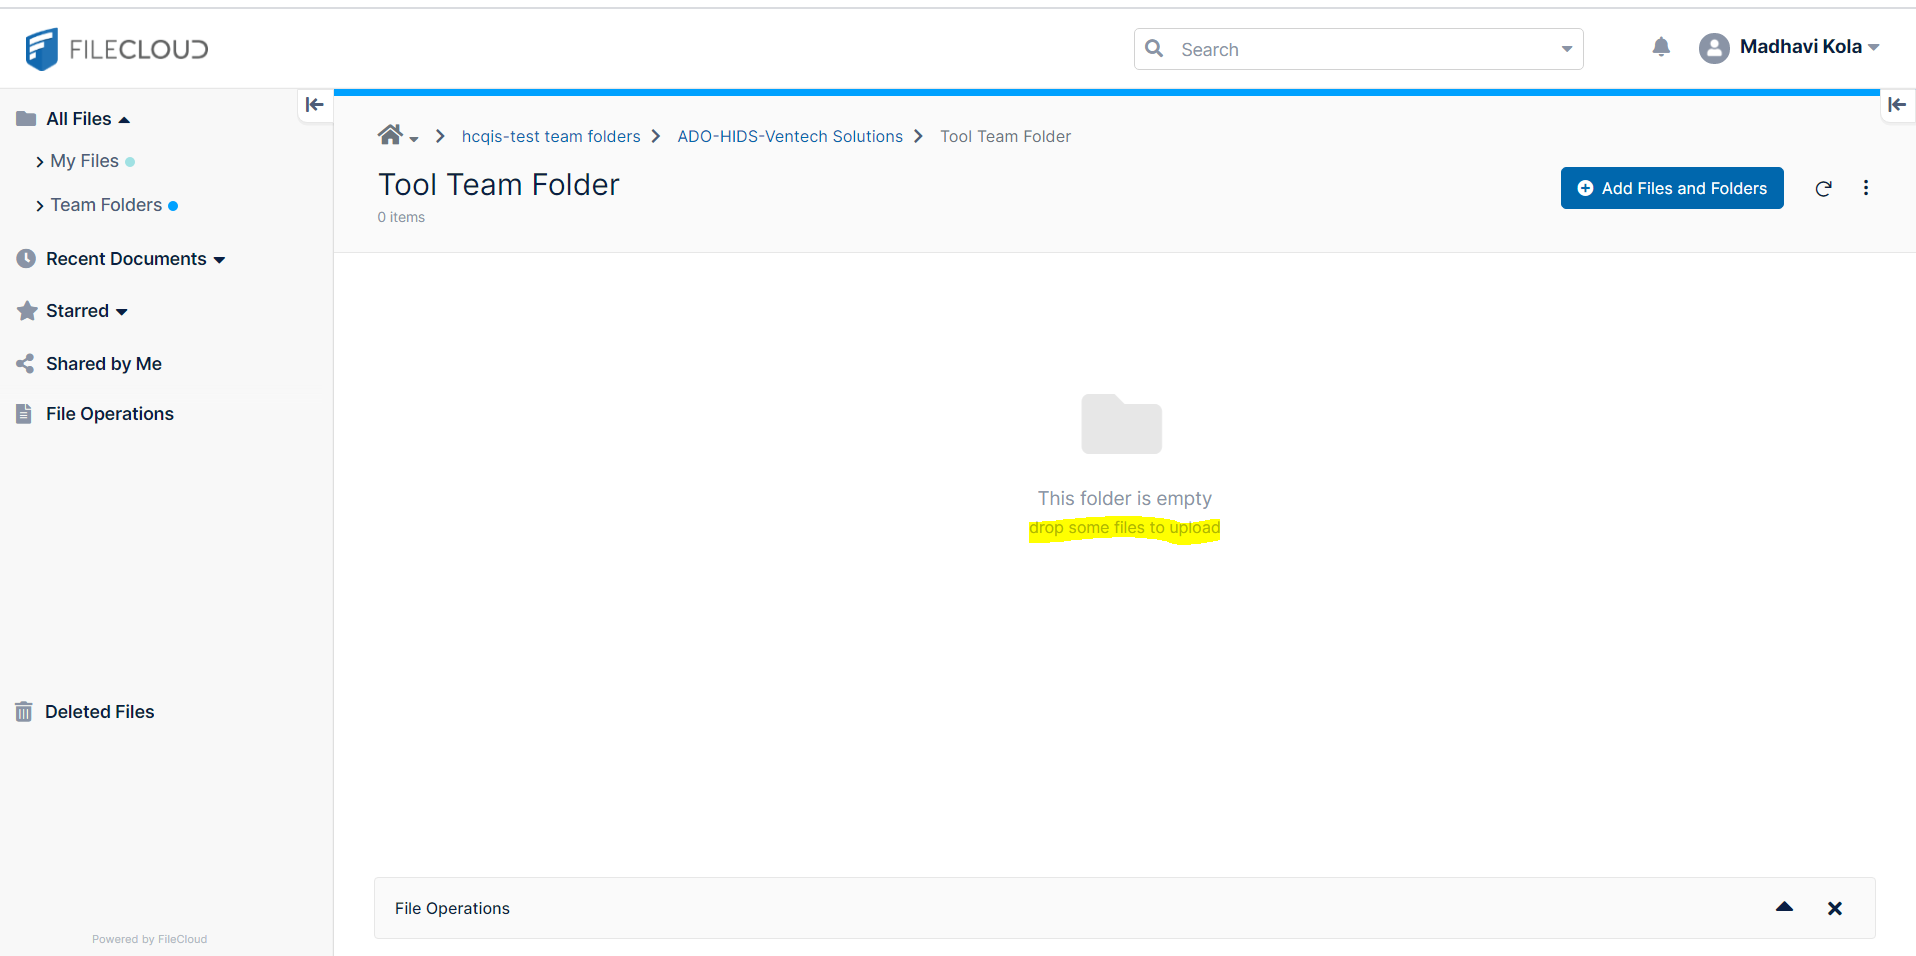 FILECLOUD
Search
Madhavi Kola
All Files
My Files
Team Folders
Recent Documents
Starred
Shared by Me
File Operations
Deleted Files
Powered by FileCloud
hcqis-test team folders
ADO-HIDS-Ventech Solutions
Tool Team Folder
Tool Team Folder
0 items
Add Files and Folders
This folder is empty
drop some files to upload
File Operations